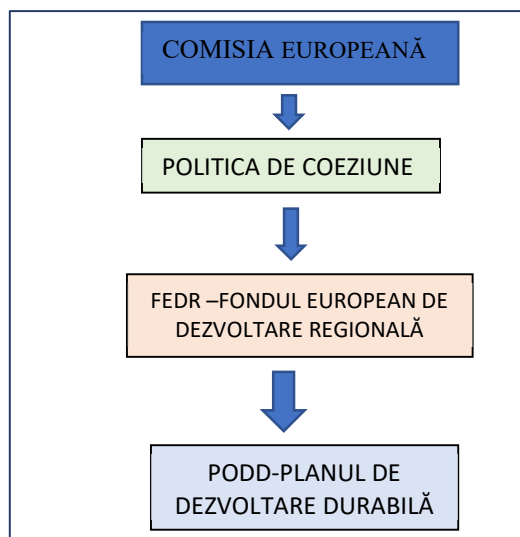 COMISIA EUROPEANĂ
POLITICA DE COEZIUNE
FEDR –FONDUL EUROPEAN DE
DEZVOLTARE REGIONALĂ
PODD-PLANUL DE
DEZVOLTARE DURABILĂ